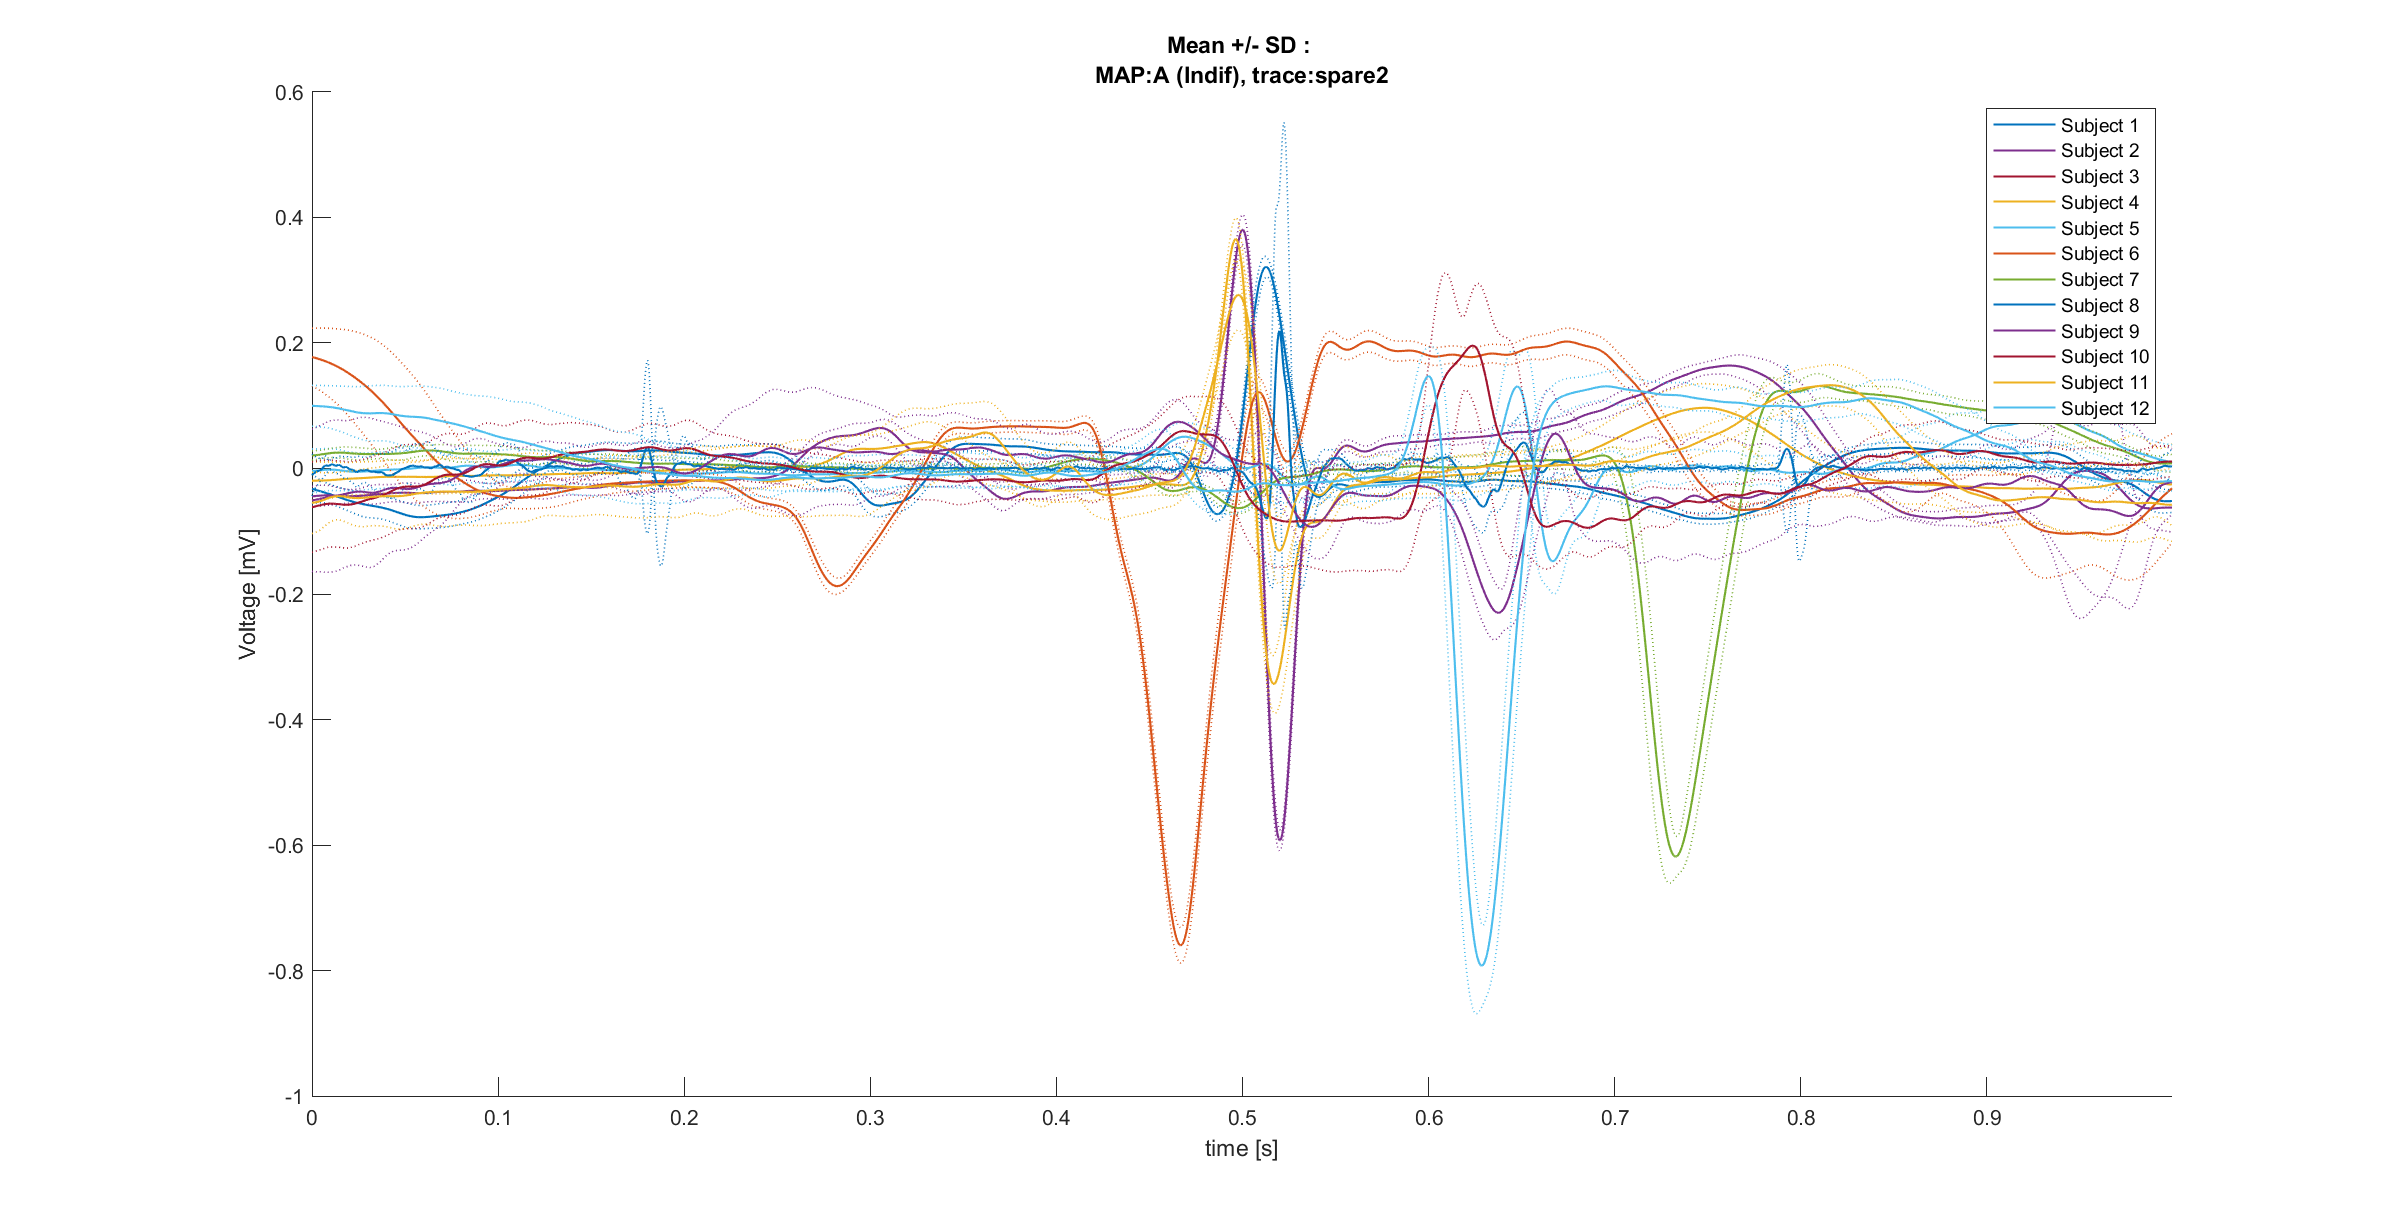 Mean +/- SD :
MAP:A (Indif), trace:spare2
0.6
0.4
0.2
0
-0.2
-0.4
-0.6
-0.8
-1
Voltage [mV]
0
0.1
0.2
0.3
0.4
0.5
0.6
0.7
0.8
0.9
time [s]
Subject 1
Subject 2
Subject 3
Subject 4
Subject 5
Subject 6
Subject 7
Subject 8
Subject 9
Subject 10
Subject 11
Subject 12